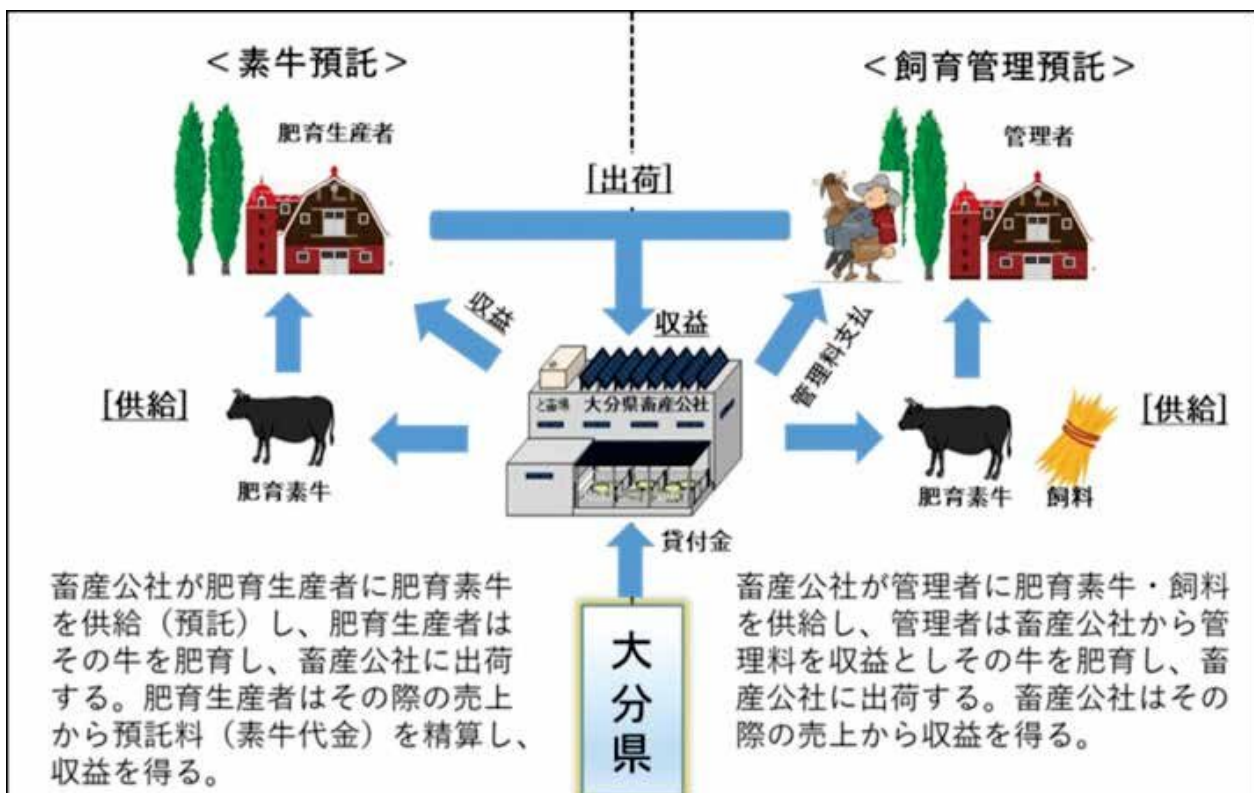 ＜素牛預託＞
肥育生産者
収益
[供給]
肥育素牛
[出荷]
収益
と畜場 大分県畜産公社
貸付金
大分県
＜飼育管理預託＞
管理者
管理料支払
[供給]
肥育素牛
飼料
畜産公社が肥育生産者に肥育素牛
を供給（預託）し、肥育生産者は
その牛を肥育し、畜産公社に出荷
する。肥育生産者はその際の売上
から預託料（素牛代金）を精算し、
収益を得る。
畜産公社が管理者に肥育素牛・飼料
を供給し、管理者は畜産公社から管
理料を収益としその牛を肥育し、畜
産公社に出荷する。畜産公社はその
際の売上から収益を得る。